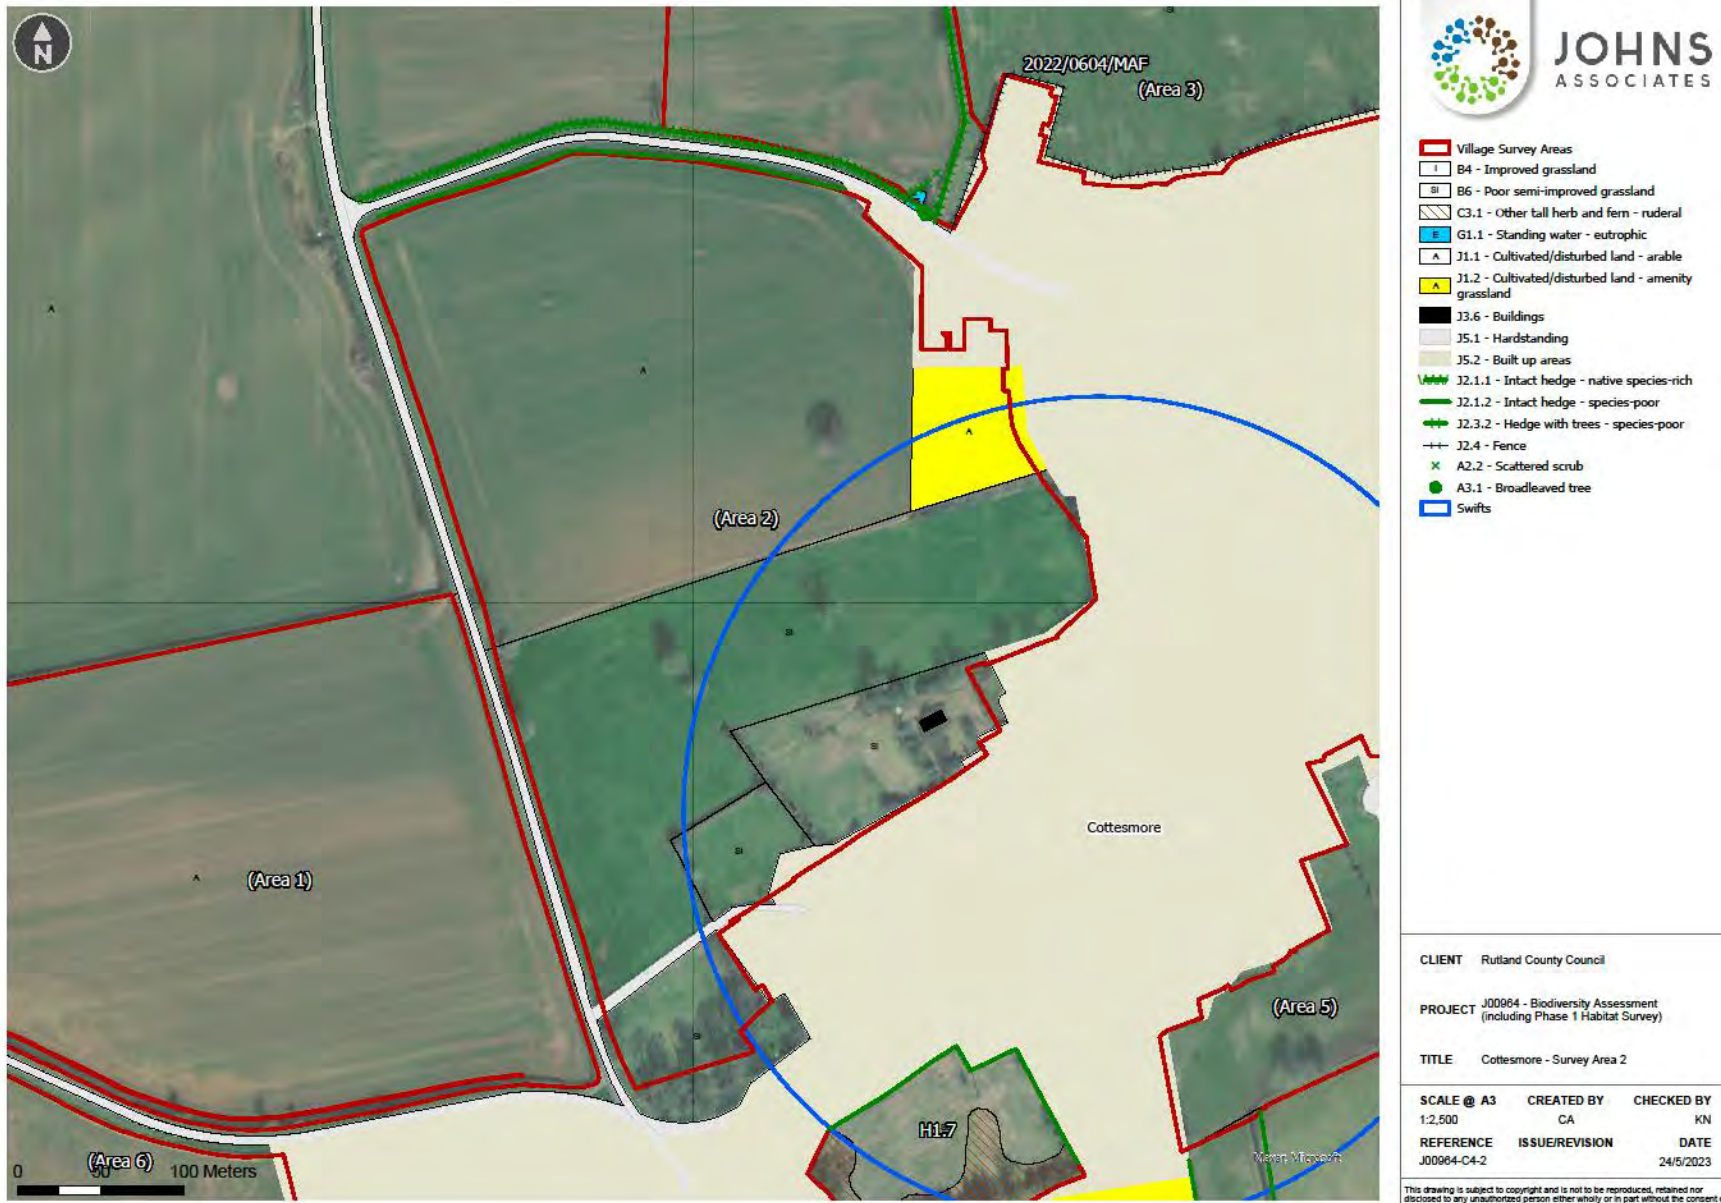 N
2022/0604/MAF
(Area 3)
SI
A
A
A
(Area 2)
SI
SI
SI
Cottesmore
A
(Area 1)
(Area 5)
SI
H1.7
(Area 6)
0 50 100 Meters
Maxar, Microsoft
JOHNS
ASSOCIATES
Village Survey Areas
I B4 - Improved grassland
SI B6 - Poor semi-improved grassland
C3.1 - Other tall herb and fern - ruderal
E G1.1 - Standing water - eutrophic
A J1.1 - Cultivated/disturbed land - arable
A J1.2 - Cultivated/disturbed land - amenity
grassland
J3.6 - Buildings
J5.1 - Hardstanding
J5.2 - Built up areas
J2.1.1 - Intact hedge - native species-rich
J2.1.2 - Intact hedge - species-poor
J2.3.2 - Hedge with trees - species-poor
J2.4 - Fence
A2.2 - Scattered scrub
A3.1 - Broadleaved tree
Swifts
CLIENT Rutland County Council
PROJECT J00964 - Biodiversity Assessment
(including Phase 1 Habitat Survey)
TITLE Cottesmore - Survey Area 2
SCALE @ A3 CREATED BY CHECKED BY
1:2,500 CA KN
REFERENCE ISSUE/REVISION DATE
J00964-C4-2 24/5/2023
This drawing is subject to copyright and is not to be reproduced, retained nor
disclosed to any unauthorized person either wholly or in part without the consent